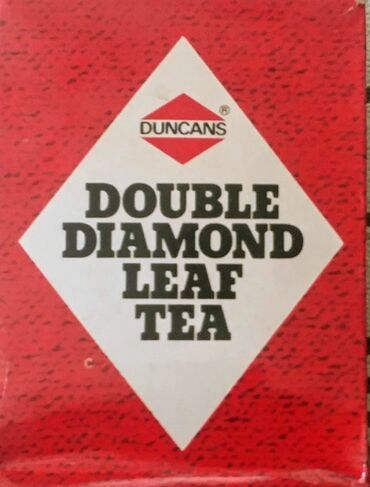 DUNCANS ®
DOUBLE
DIAMOND
LEAF
TEA
C